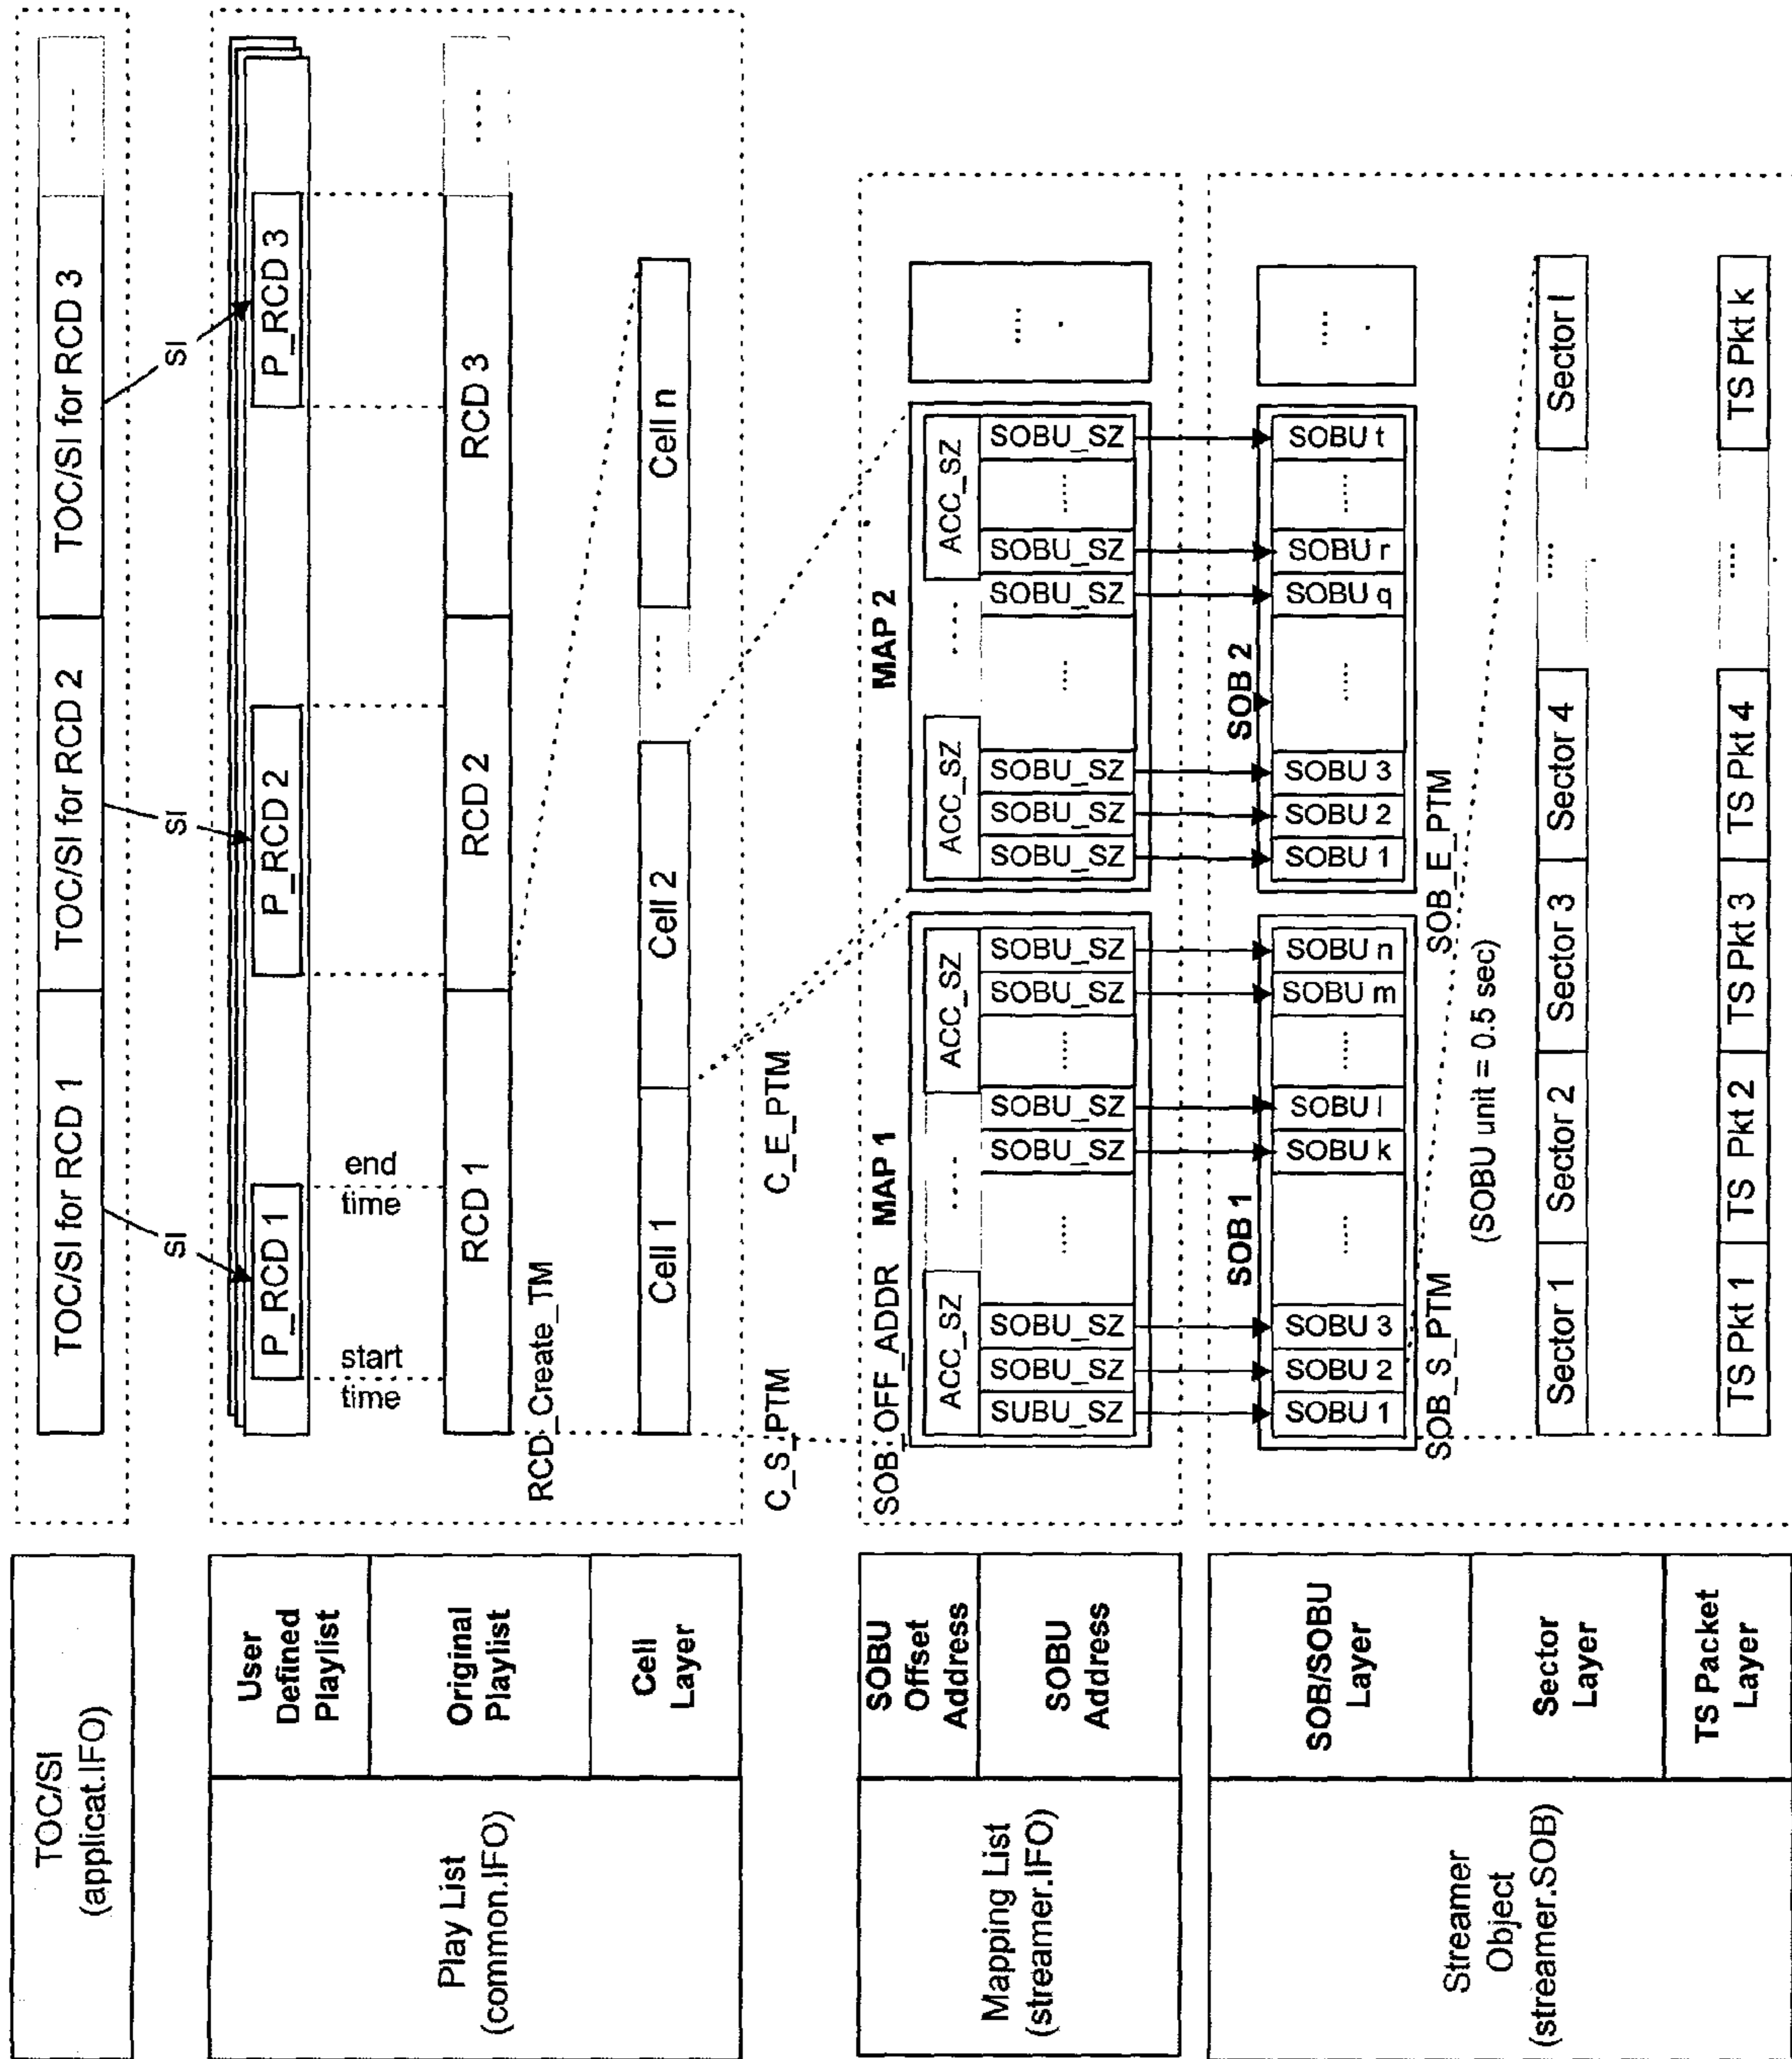 TOC/SI
(applicat.IFO)
TOC/SI for RCD 1
TOC/SI for RCD 2
TOC/SI for RCD 3
....
SI
SI
SI
Play List
(common.IFO)
User
Defined
Playlist
P_RCD 1
P_RCD 2
P_RCD 3
start
time
end
time
Original
Playlist
RCD 1
RCD 2
RCD 3
....
RCD_Create_TM
Cell
Layer
Cell 1
Cell 2
....
Cell n
C_S_PTM
C_E_PTM
Mapping List
(streamer.IFO)
SOBU
Offset
Address
SOBU
Address
SOB_OFF_ADDR
MAP 1
MAP 2
ACC_SZ
....
ACC_SZ
ACC_SZ
....
ACC_SZ
....
SUBU_SZ
SOBU_SZ
SOBU_SZ
....
SOBU_SZ
SOBU_SZ
....
SOBU_SZ
SOBU_SZ
SOBU_SZ
SOBU_SZ
SOBU_SZ
....
SOBU_SZ
SOBU_SZ
....
SOBU_SZ
Streamer
Object
(streamer.SOB)
SOB/SOBU
Layer
SOB 1
SOB 2
SOBU 1
SOBU 2
SOBU 3
....
SOBU k
SOBU l
....
SOBU m
SOBU n
SOBU 1
SOBU 2
SOBU 3
....
SOBU q
SOBU r
....
SOBU t
....
SOB_S_PTM
SOB_E_PTM
(SOBU unit = 0.5 sec)
Sector
Layer
Sector 1
Sector 2
Sector 3
Sector 4
....
Sector l
TS Packet
Layer
TS Pkt 1
TS Pkt 2
TS Pkt 3
TS Pkt 4
....
TS Pkt k